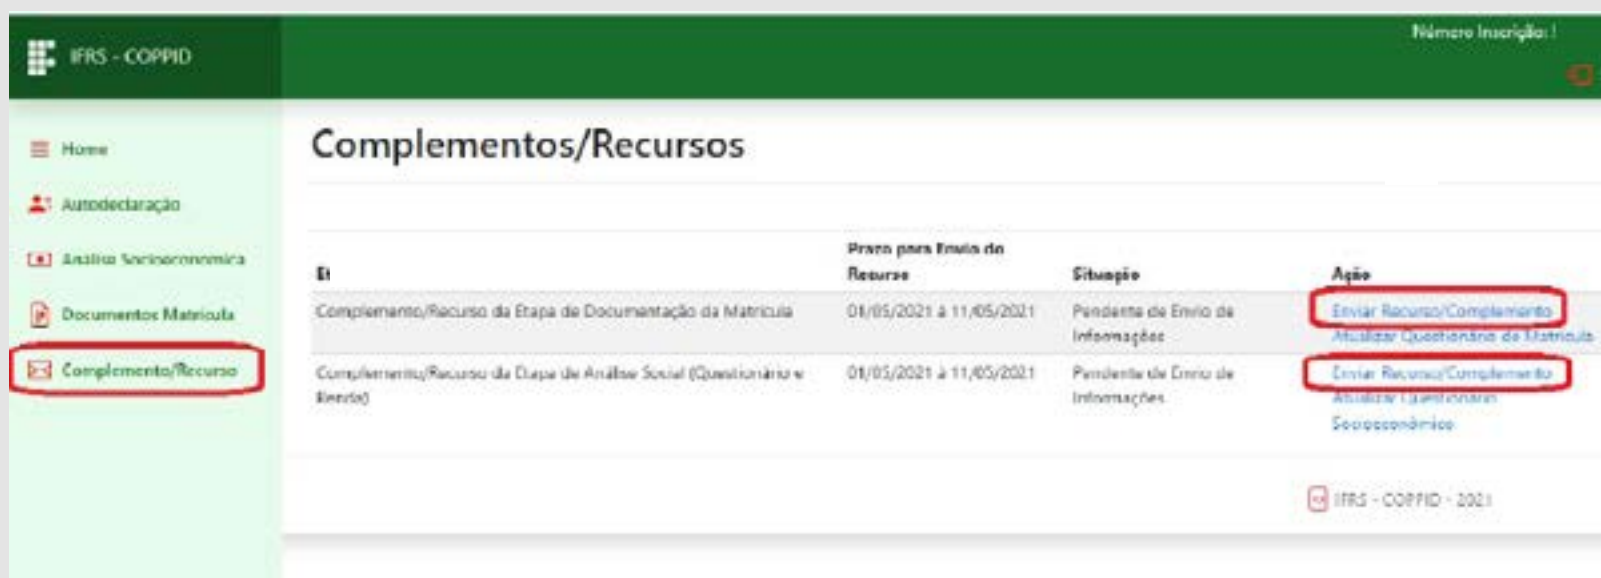 Número Inscrição:
IFRS - COPPID
Home
Autodeclaração
Análise Socioeconomica
Documentos Matricula
Complemento/Recurso
Complementos/Recursos
Et
Prazo para Envio do
Recurso
Situação
Ação
Complemento/Recurso da Etapa de Documentação da Matricula
01/05/2021 à 11/05/2021
Pendente de Envio de
Informações
Enviar Recurso/Complemento
Atualizar Questionário de Matricula
Complemento/Recurso da Etapa de Análise Social (Questionário e
Renda)
01/05/2021 à 11/05/2021
Pendente de Envio de
Informações
Enviar Recurso/Complemento
Atualizar Questionário
Socioeconômico
IFRS - COPPID - 2021